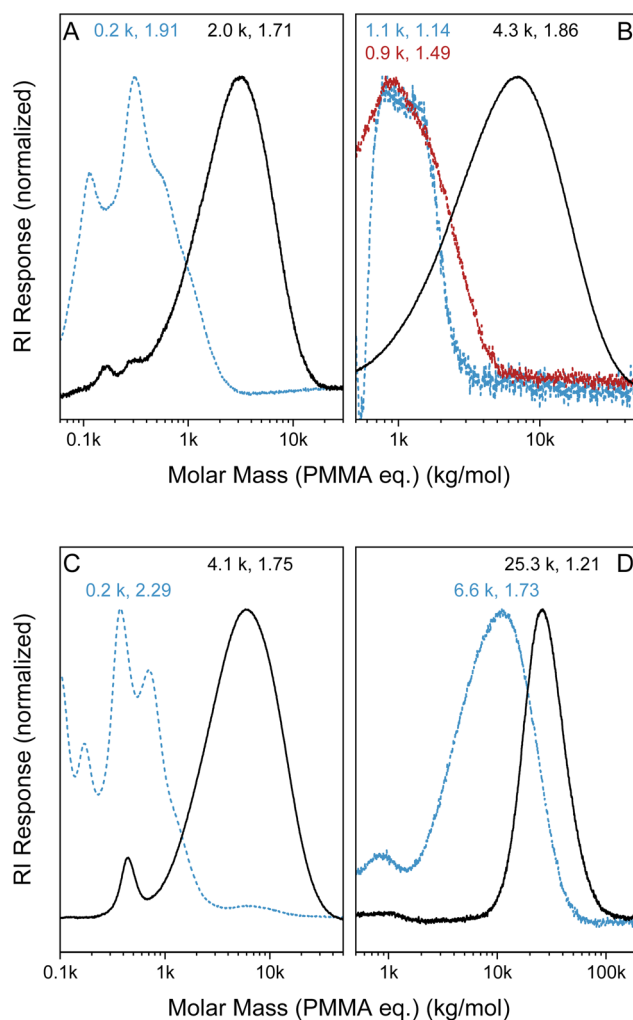 A 0.2 k, 1.91 2.0 k, 1.71
1.1 k, 1.14 4.3 k, 1.86 B
0.9 k, 1.49
RI Response (normalized)
0.1k 1k 10k
1k 10k
Molar Mass (PMMA eq.) (kg/mol)
C 4.1 k, 1.75
0.2 k, 2.29
25.3 k, 1.21 D
6.6 k, 1.73
RI Response (normalized)
0.1k 1k 10k
1k 10k 100k
Molar Mass (PMMA eq.) (kg/mol)